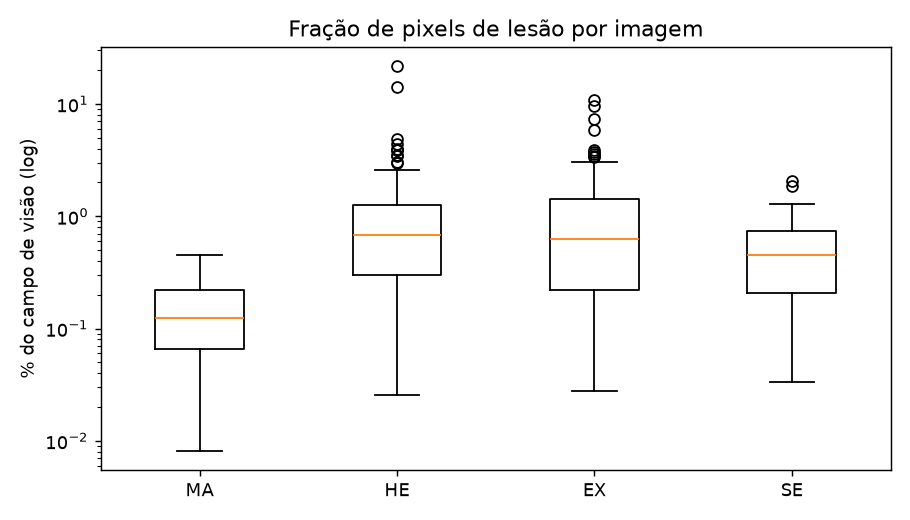 Fração de pixels de lesão por imagem
% do campo de visão (log)
10¹
10⁰
10⁻¹
10⁻²
MA HE EX SE